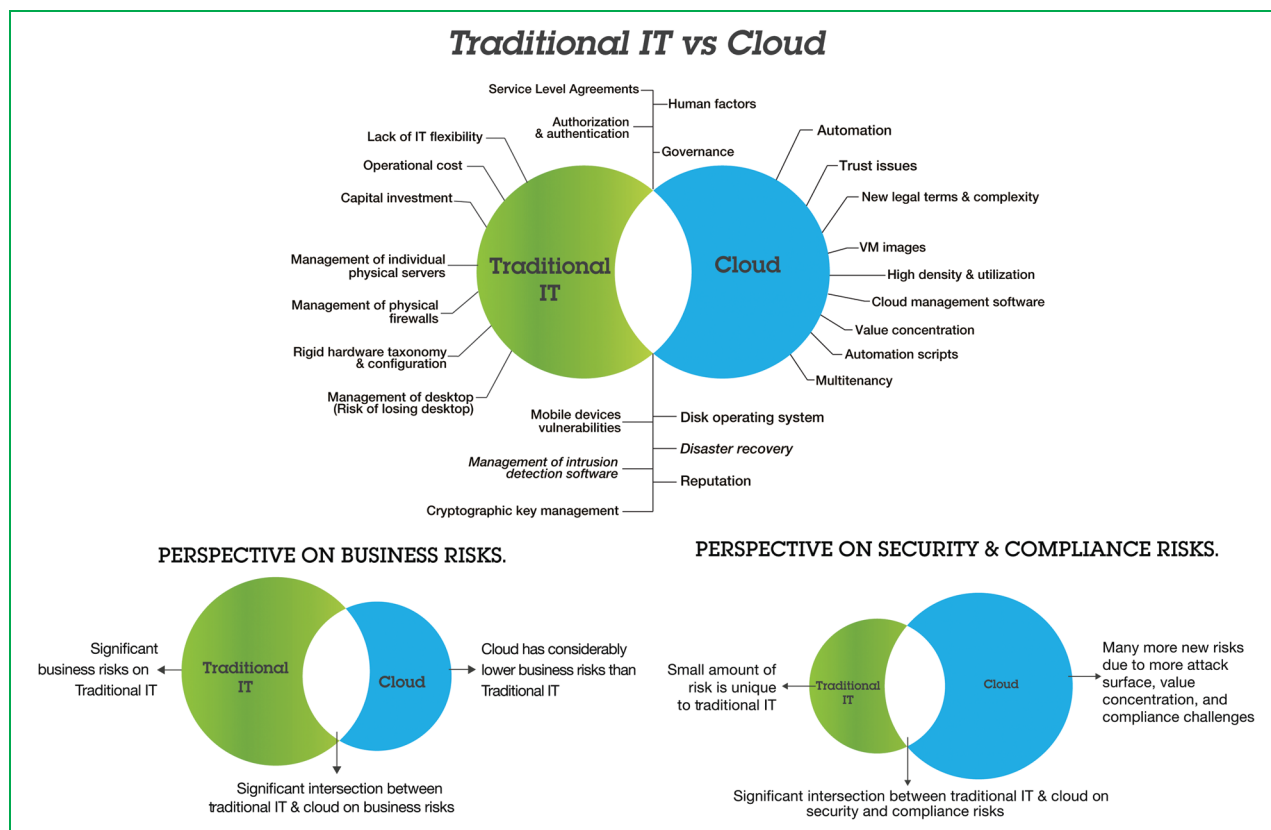 Traditional IT vs Cloud
Service Level Agreements
Human factors
Authorization
& authentication
Governance
Lack of IT flexibility
Operational cost
Capital investment
Management of individual
physical servers
Management of physical
firewalls
Rigid hardware taxonomy
& configuration
Management of desktop
(Risk of losing desktop)
Traditional
IT
Cloud
Automation
Trust issues
New legal terms & complexity
VM images
High density & utilization
Cloud management software
Value concentration
Automation scripts
Multitenancy
Mobile devices
vulnerabilities
Disk operating system
Disaster recovery
Management of intrusion
detection software
Reputation
Cryptographic key management
PERSPECTIVE ON BUSINESS RISKS.
Significant
business risks on
Traditional IT
Traditional
IT
Cloud
Cloud has considerably
lower business risks than
Traditional IT
Significant intersection between
traditional IT & cloud on business risks
PERSPECTIVE ON SECURITY & COMPLIANCE RISKS.
Small amount of
risk is unique
to traditional IT
Traditional
IT
Cloud
Many more new risks
due to more attack
surface, value
concentration, and
compliance challenges
Significant intersection between traditional IT & cloud on
security and compliance risks